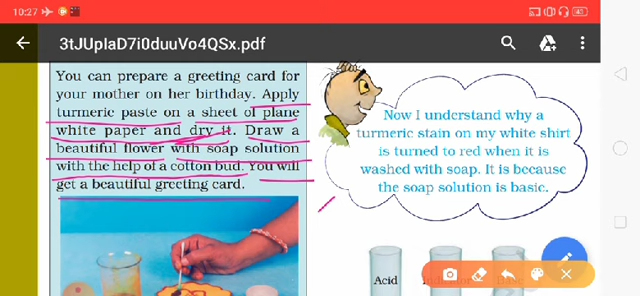 10:27
3tJUplaD7i0duuVo4QSx.pdf
You can prepare a greeting card for
your mother on her birthday. Apply
turmeric paste on a sheet of plane
white paper and dry it. Draw a
beautiful flower with soap solution
with the help of a cotton bud. You will
get a beautiful greeting card.
Now I understand why a
turmeric stain on my white shirt
is turned to red when it is
washed with soap. It is because
the soap solution is basic.
Acid